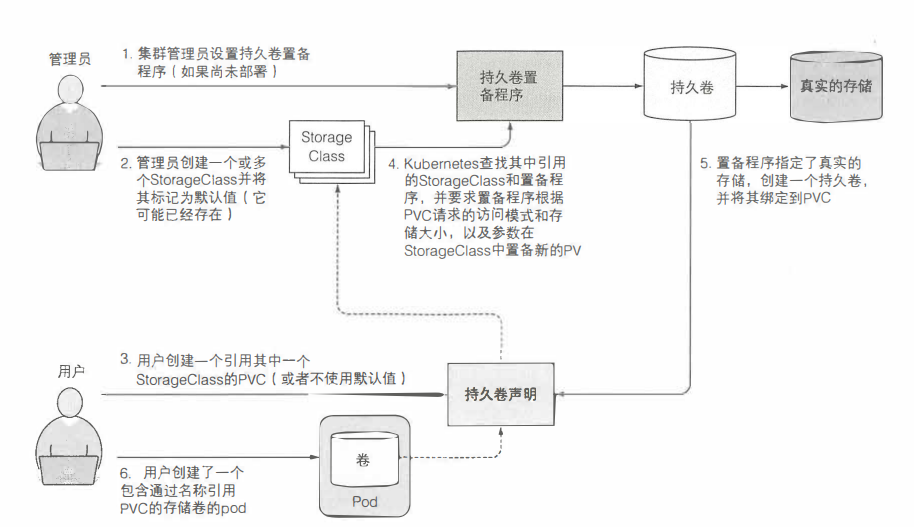 管理员
1. 集群管理员设置持久卷置备
程序（如果尚未部署）
持久卷置
备程序
持久卷
真实的存储
2. 管理员创建一个或多
个StorageClass并将
其标记为默认值（它
可能已经存在）
Storage
Class
4. Kubernetes查找其中引用
的StorageClass和置备程
序，并要求置备程序根据
PVC请求的访问模式和存
储大小，以及参数在
StorageClass中置备新的PV
5. 置备程序指定了真实的
存储，创建一个持久卷，
并将其绑定到PVC
用户
3. 用户创建一个引用其中一个
StorageClass的PVC（或者不使用默认值）
持久卷声明
6. 用户创建了一个
包含通过名称引用
PVC的存储卷的pod
卷
Pod